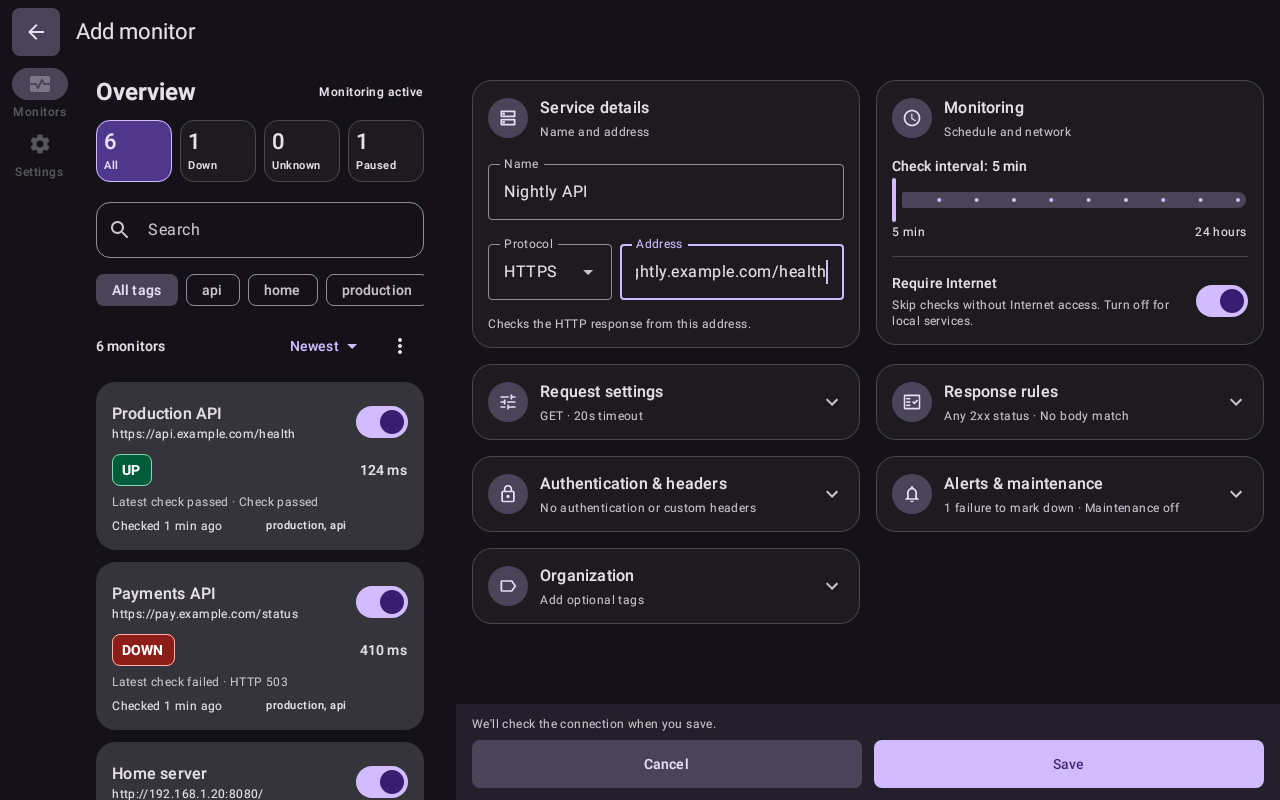 Add monitor
Monitors
Settings
Overview
Monitoring active
6
All
1
Down
0
Unknown
1
Paused
Search
All tags
api
home
production
6 monitors
Newest
Production API
https://api.example.com/health
UP
124 ms
Latest check passed · Check passed
Checked 1 min ago
production, api
Payments API
https://pay.example.com/status
DOWN
410 ms
Latest check failed · HTTP 503
Checked 1 min ago
production, api
Home server
http://192.168.1.20:8080/
Service details
Name and address
Name
Nightly API
Protocol
HTTPS
Address
ghtly.example.com/health
Checks the HTTP response from this address.
Request settings
GET · 20s timeout
Authentication & headers
No authentication or custom headers
Organization
Add optional tags
Monitoring
Schedule and network
Check interval: 5 min
5 min
24 hours
Require Internet
Skip checks without Internet access. Turn off for
local services.
Response rules
Any 2xx status · No body match
Alerts & maintenance
1 failure to mark down · Maintenance off
We'll check the connection when you save.
Cancel
Save